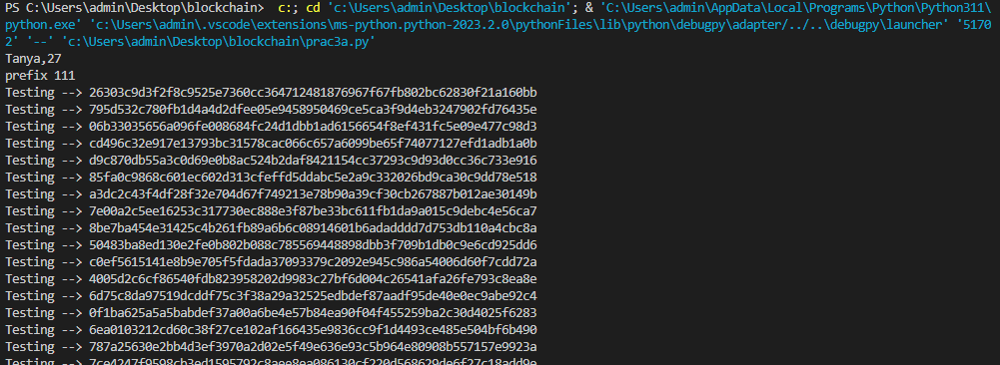 PS C:\Users\admin\Desktop\blockchain>  c:; cd 'c:\Users\admin\Desktop\blockchain'; & 'C:\Users\admin\AppData\Local\Programs\Python\Python311\
python.exe' 'c:\Users\admin\.vscode\extensions\ms-python.python-2023.2.0\pythonFiles\lib\python\debugpy\adapter/../..\debugpy\launcher' '5170
2' '--' 'c:\Users\admin\Desktop\blockchain\prac3a.py'
Tanya,27
prefix 111
Testing --> 26303c9d3f2f8c9525e7360cc364712481876967f67fb802bc62830f21a160bb
Testing --> 795d532c780fb1d4a4d2dfee05e9458950469ce5ca3f9d4eb3247902fd76435e
Testing --> 06b33035656a096fe008684fc24d1dbb1ad6156654f8ef431fc5e09e477c98d3
Testing --> cd496c32e917e13793bc31578cac066c657a6099be65f74077127efd1adb1a0b
Testing --> d9c870db55a3c0d69e0b8ac524b2daf8421154cc37293c9d93d0cc36c733e916
Testing --> 85fa0c9868c601ec602d313cfeffd5ddabc5e2a9c332026bd9ca30c9dd78e518
Testing --> a3dc2c43f4df28f32e704d67f749213e78b90a39cf30cb267887b012ae30149b
Testing --> 7e00a2c5ee16253c317730ec888e3f87be33bc611fb1da9a015c9debc4e56ca7
Testing --> 8be7ba454e31425c4b261fb89a6b6c08914601b6adadddd7d753db110a4cbc8a
Testing --> 50483ba8ed130e2fe0b802b088c785569448898dbb3f709b1db0c9e6cd925dd6
Testing --> c0ef5615141e8b9e705f5fdada37093379c2092e945c986a54006d60f7cdd72a
Testing --> 4005d2c6cf86540fdb823958202d9983c27bf6d004c26541afa26fe793c8ea8e
Testing --> 6d75c8da97519dcddf75c3f38a29a32525edbdef87aadf95de40e0ec9abe92c4
Testing --> 0f1ba625a5a5babdef37a00a6be4e57b84ea90f04f455259ba2c30d4025f6283
Testing --> 6ea0103212cd60c38f27ce102af166435e9836cc9f1d4493ce485e504bf6b490
Testing --> 787a25630e2bb4d3ef3970a2d02e5f49e636e93c5b964e80908b557157e9923a
Testing --> 7ce4247f9598cb3ed1595792c8aee8ea086130cf220d568629de6f27c18add9e